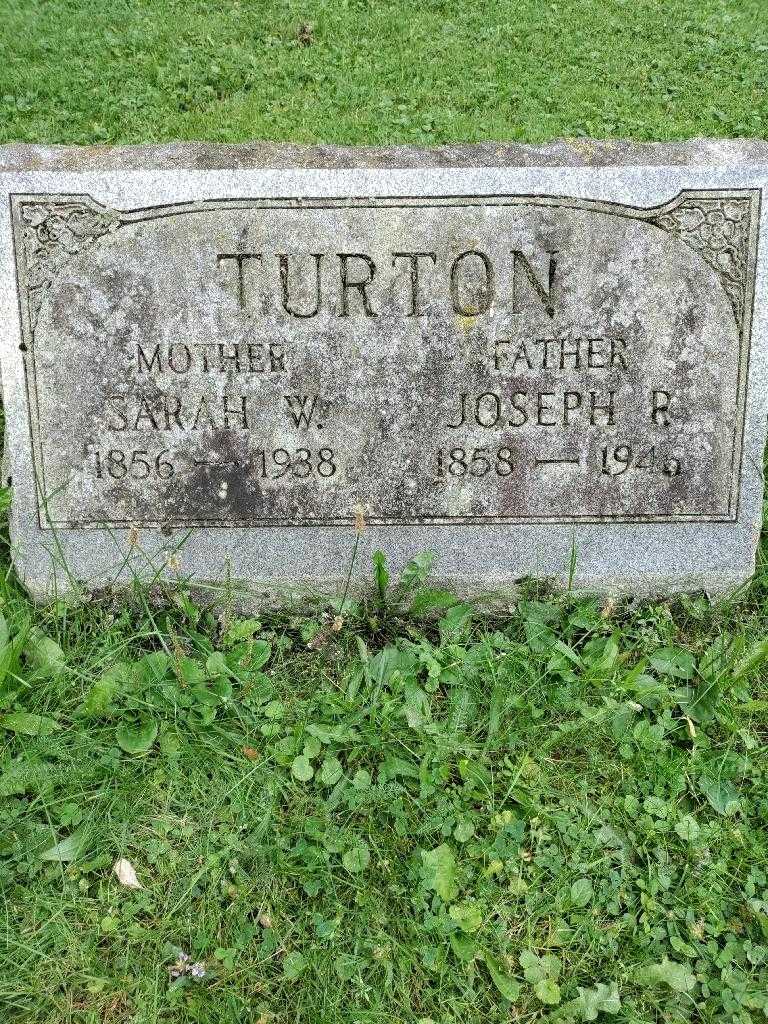 TURTON
MOTHER FATHER
SARAH W. JOSEPH R.
1856 — 1938 1858 —